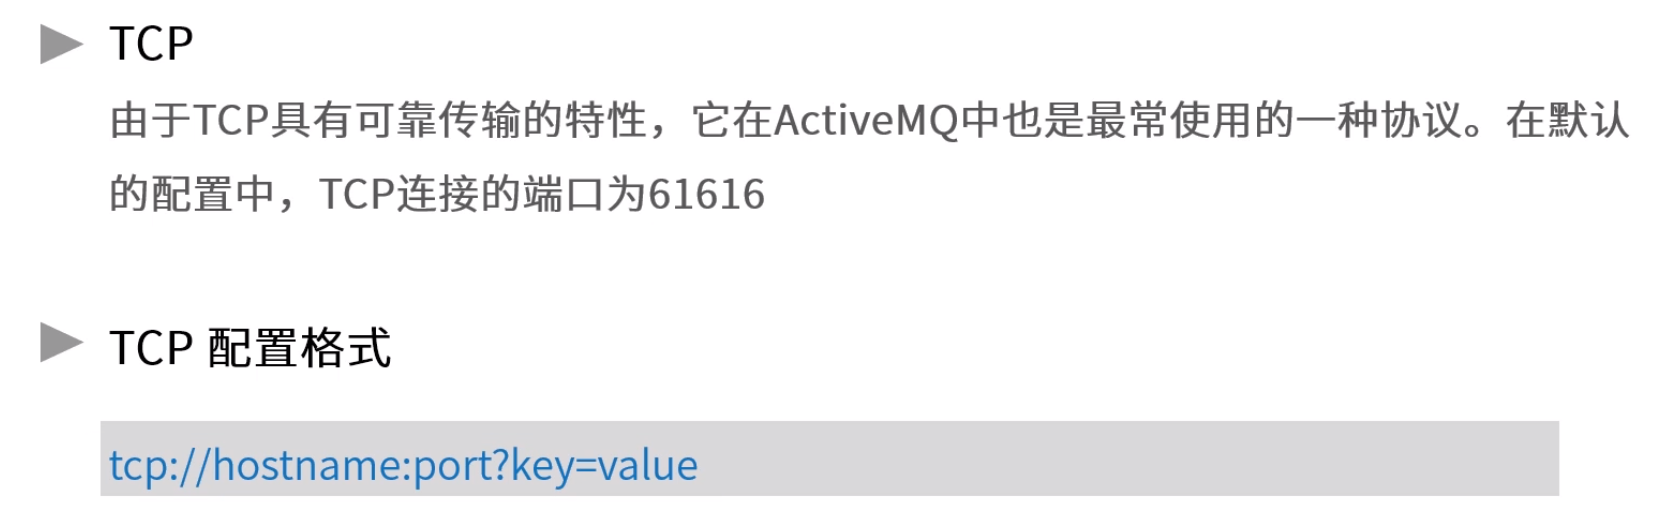 TCP
由于TCP具有可靠传输的特性，它在ActiveMQ中也是最常使用的一种协议。在默认
的配置中，TCP连接的端口为61616
TCP 配置格式
tcp://hostname:port?key=value